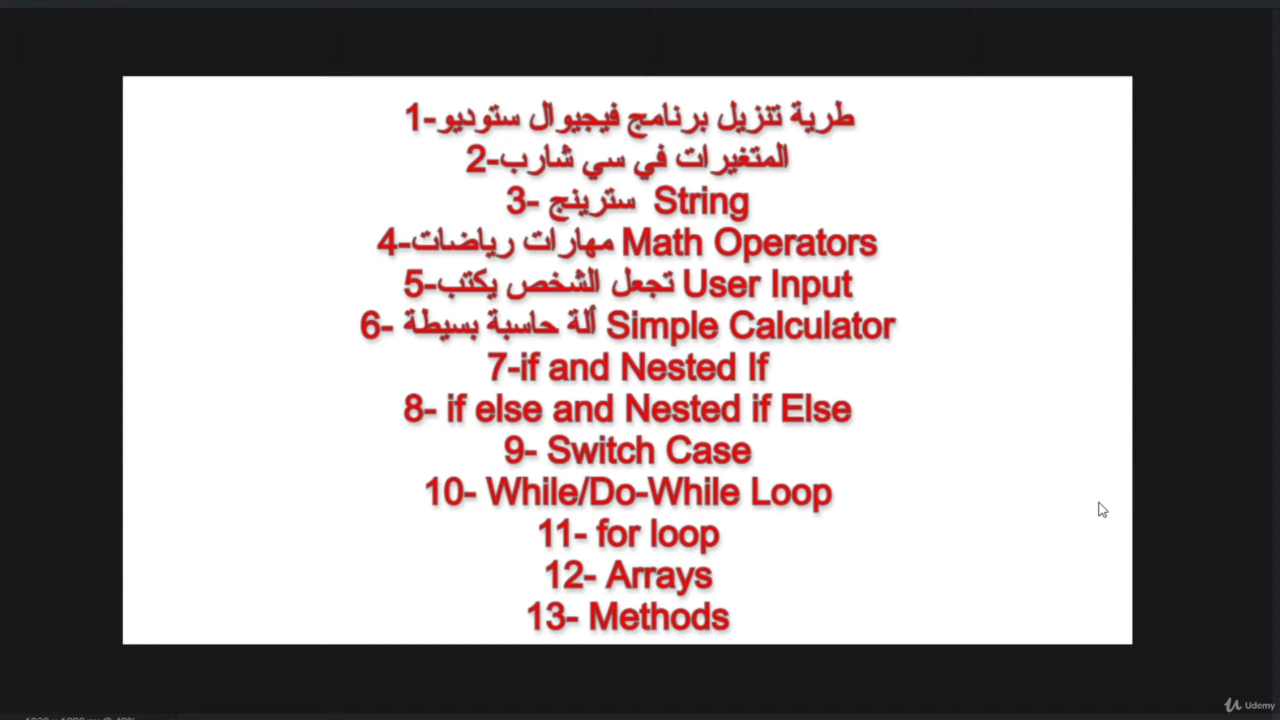 1-طرية تنزيل برنامج فيجيوال ستوديو
2-المتغيرات في سي شارب
3- سترينج String
4-مهارات رياضات Math Operators
5-تجعل الشخص يكتب User Input
6- ألة حاسبة بسيطة Simple Calculator
7-if and Nested If
8- if else and Nested if Else
9- Switch Case
10- While/Do-While Loop
11- for loop
12- Arrays
13- Methods
Udemy